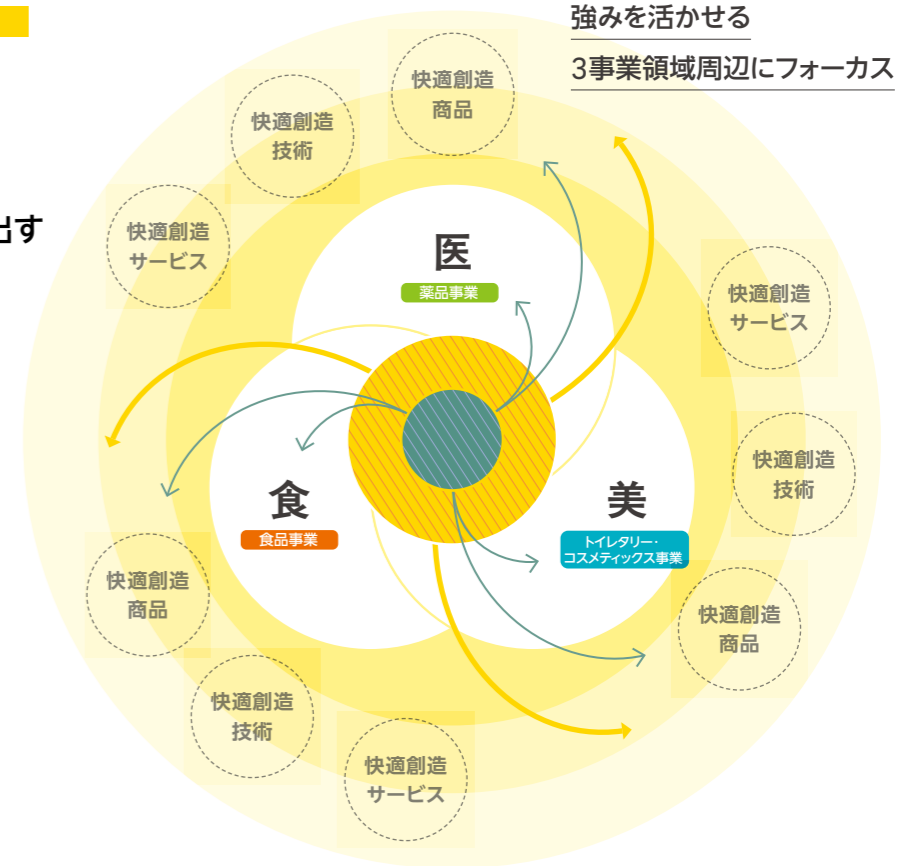 強みを活かせる
3事業領域周辺にフォーカス
出す
快適創造
商品
快適創造
技術
快適創造
サービス
医
薬品事業
快適創造
サービス
快適創造
技術
快適創造
商品
食
食品事業
美
トイレタリー・
コスメティックス事業
快適創造
商品
快適創造
技術
快適創造
サービス